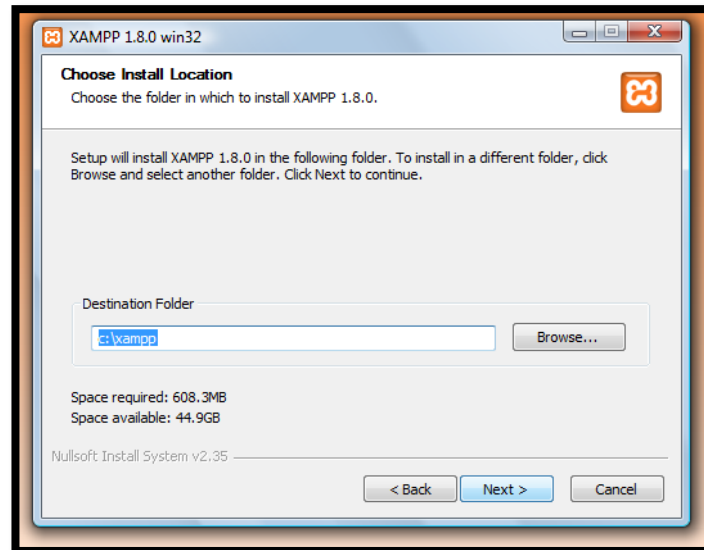 XAMPP 1.8.0 win32
Choose Install Location
Choose the folder in which to install XAMPP 1.8.0.
Setup will install XAMPP 1.8.0 in the following folder. To install in a different folder, click
Browse and select another folder. Click Next to continue.
Destination Folder
c:\xampp
Browse...
Space required: 608.3MB
Space available: 44.9GB
Nullsoft Install System v2.35
< Back
Next >
Cancel